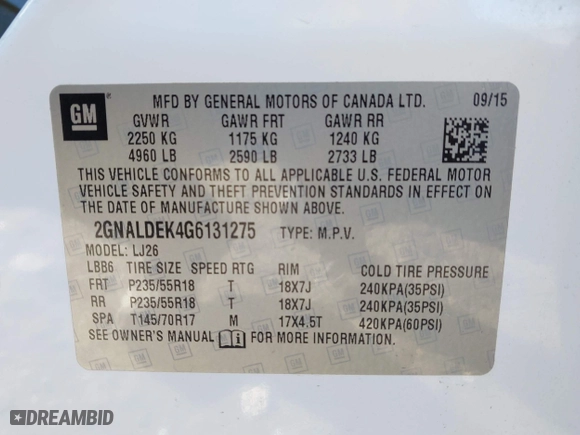 GM
MFD BY GENERAL MOTORS OF CANADA LTD. 09/15
GVWR GAWR FRT GAWR RR
2250 KG 1175 KG 1240 KG
4960 LB 2590 LB 2733 LB
THIS VEHICLE CONFORMS TO ALL APPLICABLE U.S. FEDERAL MOTOR
VEHICLE SAFETY AND THEFT PREVENTION STANDARDS IN EFFECT ON
THE DATE OF MANUFACTURE SHOWN ABOVE.
2GNALDEK4G6131275 TYPE: M.P.V.
MODEL: LJ26
LBB6 TIRE SIZE SPEED RTG RIM COLD TIRE PRESSURE
FRT P235/55R18 T 18X7J 240KPA(35PSI)
RR P235/55R18 T 18X7J 240KPA(35PSI)
SPA T145/70R17 M 17X4.5T 420KPA(60PSI)
SEE OWNER'S MANUAL FOR MORE INFORMATION.
DREAMBID